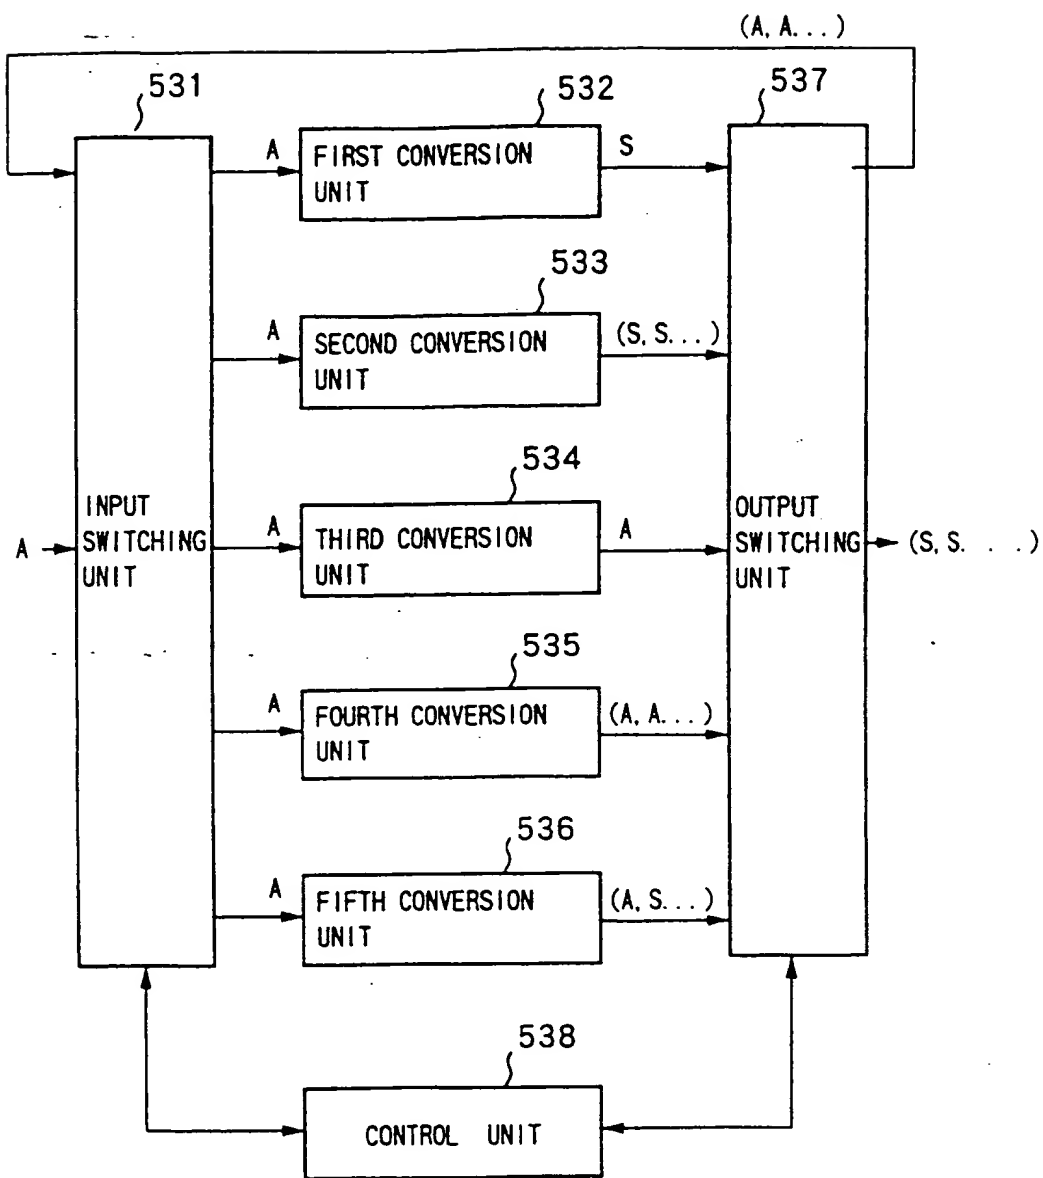 (A, A...)
531
532
537
A
FIRST CONVERSION
UNIT
S
533
A
SECOND CONVERSION
UNIT
(S, S...)
534
INPUT
SWITCHING
UNIT
A
A
THIRD CONVERSION
UNIT
A
OUTPUT
SWITCHING
UNIT
(S, S. . . .)
535
A
FOURTH CONVERSION
UNIT
(A, A...)
536
A
FIFTH CONVERSION
UNIT
(A, S...)
538
CONTROL UNIT